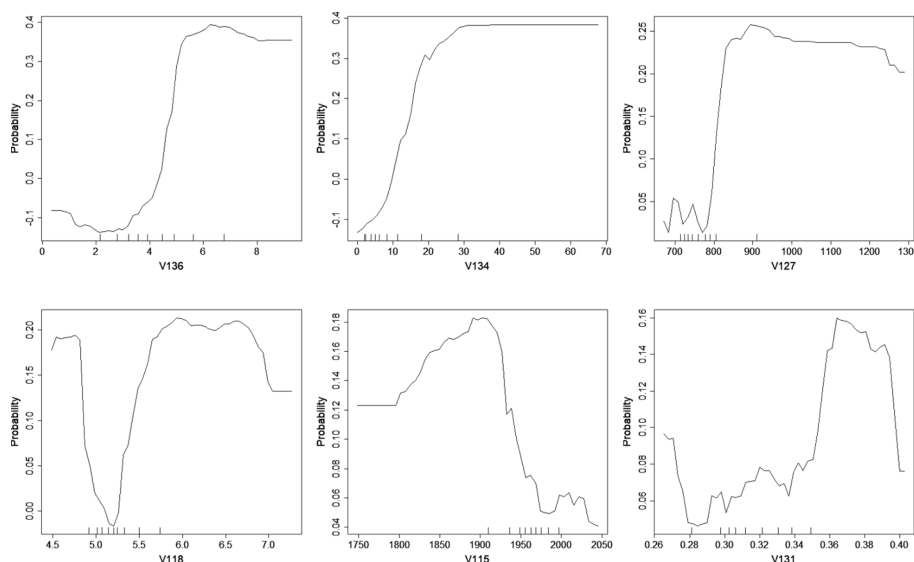 Probability
-0.1 0.0 0.1 0.2 0.3 0.4
0 2 4 6 8
V136
Probability
-0.1 0.0 0.1 0.2 0.3 0.4
0 10 20 30 40 50 60 70
V134
Probability
0.05 0.10 0.15 0.20 0.25
700 800 900 1000 1100 1200 1300
V127
Probability
0.00 0.05 0.10 0.15 0.20
4.5 5.0 5.5 6.0 6.5 7.0
V118
Probability
0.04 0.06 0.08 0.10 0.12 0.14 0.16 0.18
1750 1800 1850 1900 1950 2000 2050
V115
Probability
0.06 0.08 0.10 0.12 0.14 0.16
0.26 0.28 0.30 0.32 0.34 0.36 0.38 0.40
V131